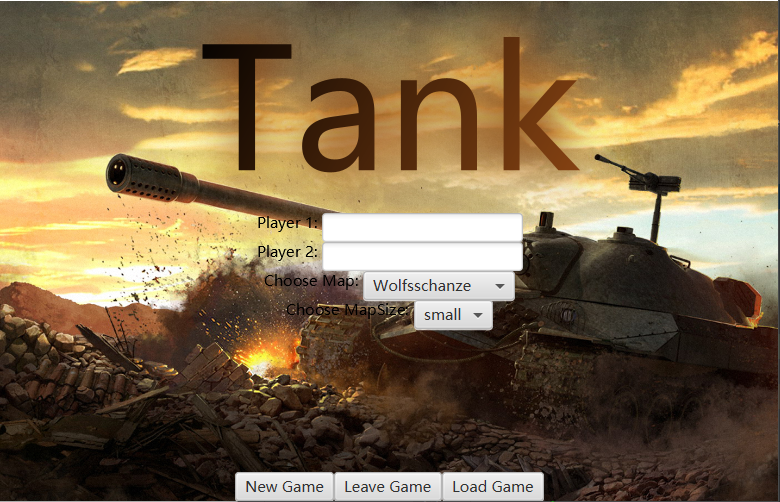 Tank
Player 1:
Player 2:
Choose Map: Wolfsschanze
Choose MapSize: small
New Game Leave Game Load Game